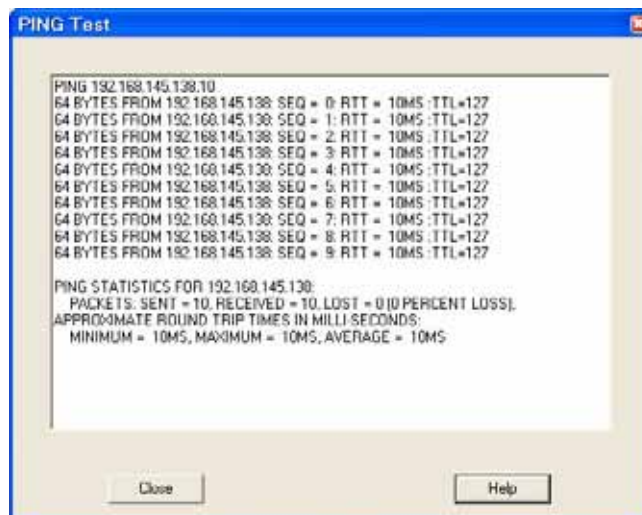 PING Test
PING 192.168.145.138.10
64 BYTES FROM 192.168.145.138: SEQ = 0: RTT = 10MS :TTL=127
64 BYTES FROM 192.168.145.138: SEQ = 1: RTT = 10MS :TTL=127
64 BYTES FROM 192.168.145.138: SEQ = 2: RTT = 10MS :TTL=127
64 BYTES FROM 192.168.145.138: SEQ = 3: RTT = 10MS :TTL=127
64 BYTES FROM 192.168.145.138: SEQ = 4: RTT = 10MS :TTL=127
64 BYTES FROM 192.168.145.138: SEQ = 5: RTT = 10MS :TTL=127
64 BYTES FROM 192.168.145.138: SEQ = 6: RTT = 10MS :TTL=127
64 BYTES FROM 192.168.145.138: SEQ = 7: RTT = 10MS :TTL=127
64 BYTES FROM 192.168.145.138: SEQ = 8: RTT = 10MS :TTL=127
64 BYTES FROM 192.168.145.138: SEQ = 9: RTT = 10MS :TTL=127
PING STATISTICS FOR 192.168.145.138:
PACKETS: SENT = 10, RECEIVED = 10, LOST = 0 (0 PERCENT LOSS),
APPROXIMATE ROUND TRIP TIMES IN MILLI-SECONDS:
MINIMUM = 10MS, MAXIMUM = 10MS, AVERAGE = 10MS
Close
Help